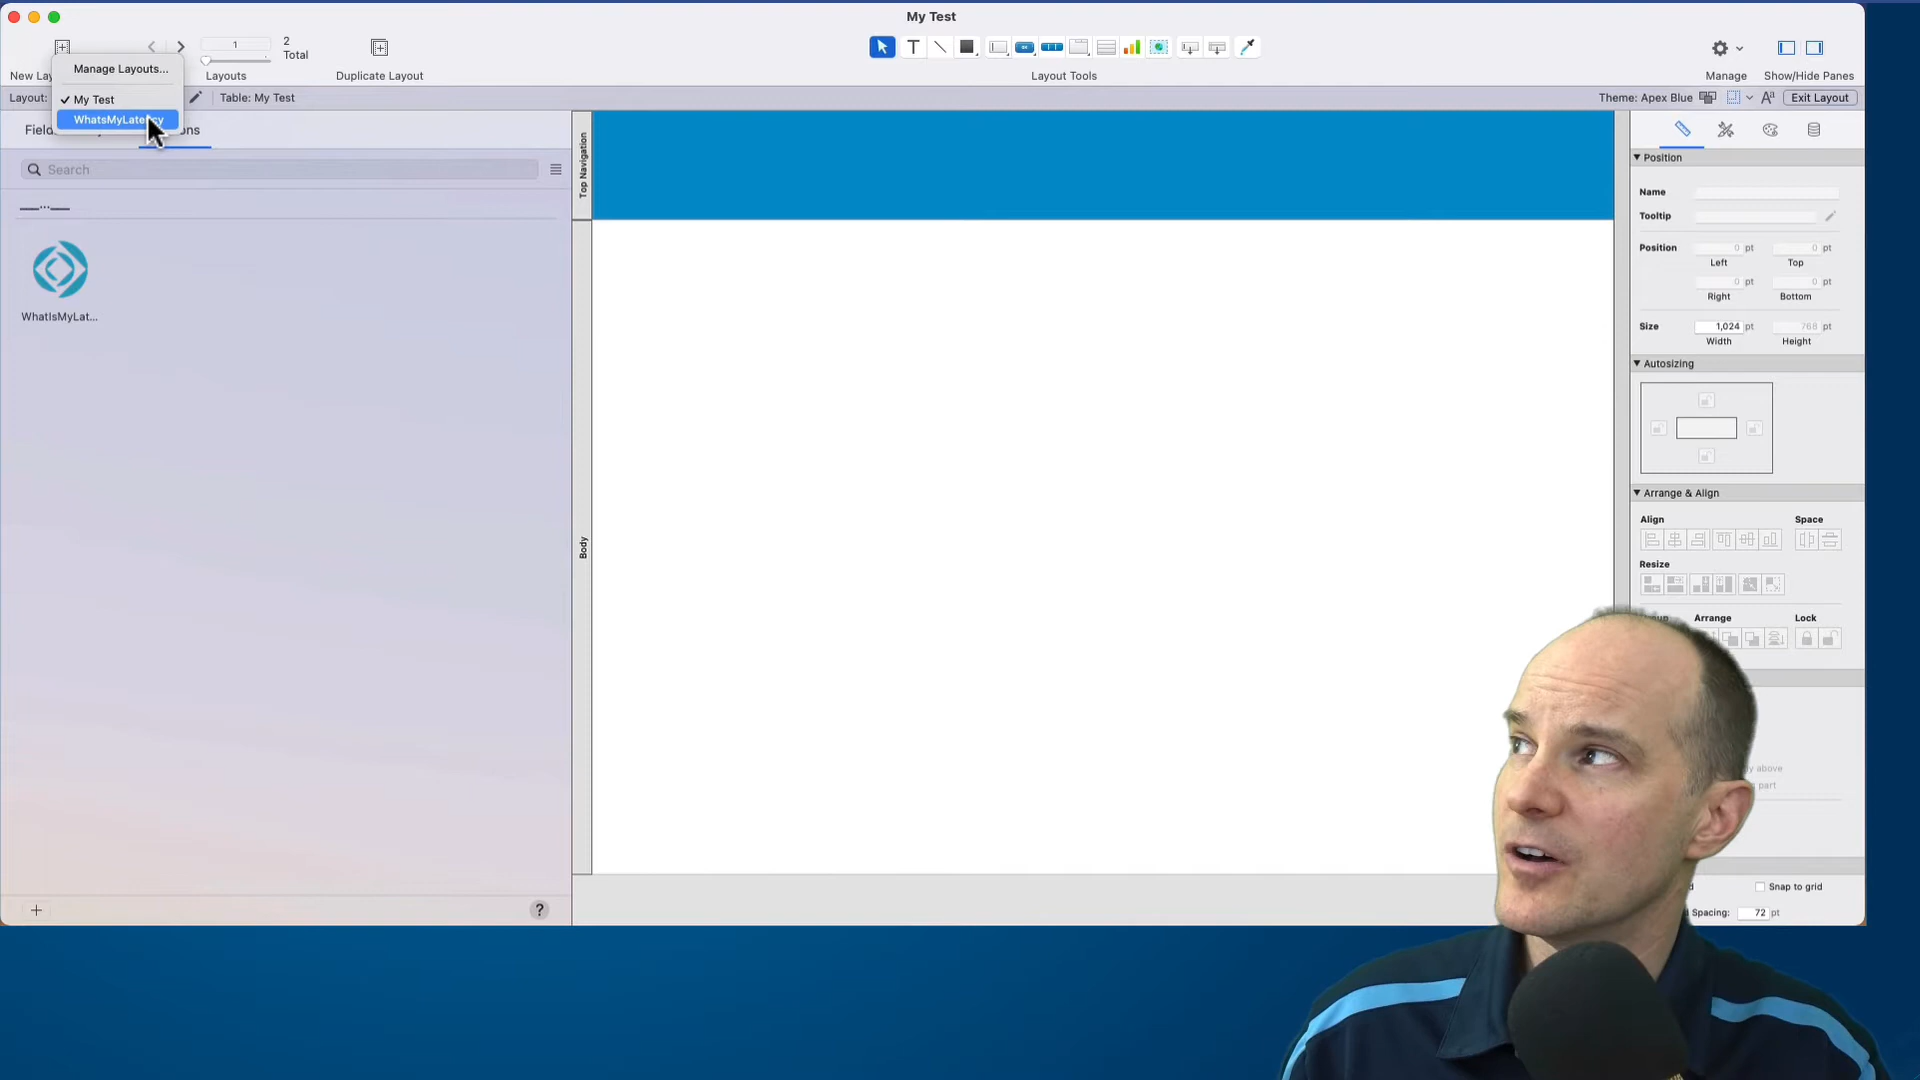 My Test
1
2
Total
New Lay
Layouts
Duplicate Layout
Layout Tools
Manage
Show/Hide Panes
Manage Layouts...
My Test
WhatsMyLatency
Layout:
Table: My Test
Theme: Apex Blue
Exit Layout
Search
WhatIsMyLat...
Top Navigation
Body
Position
Name
Tooltip
Position
0 pt
0 pt
Left
Top
0 pt
0 pt
Right
Bottom
Size
1,024 pt
768 pt
Width
Height
Autosizing
Arrange & Align
Align
Space
Resize
Arrange
Lock
y above
part
Snap to grid
Spacing:
72 pt